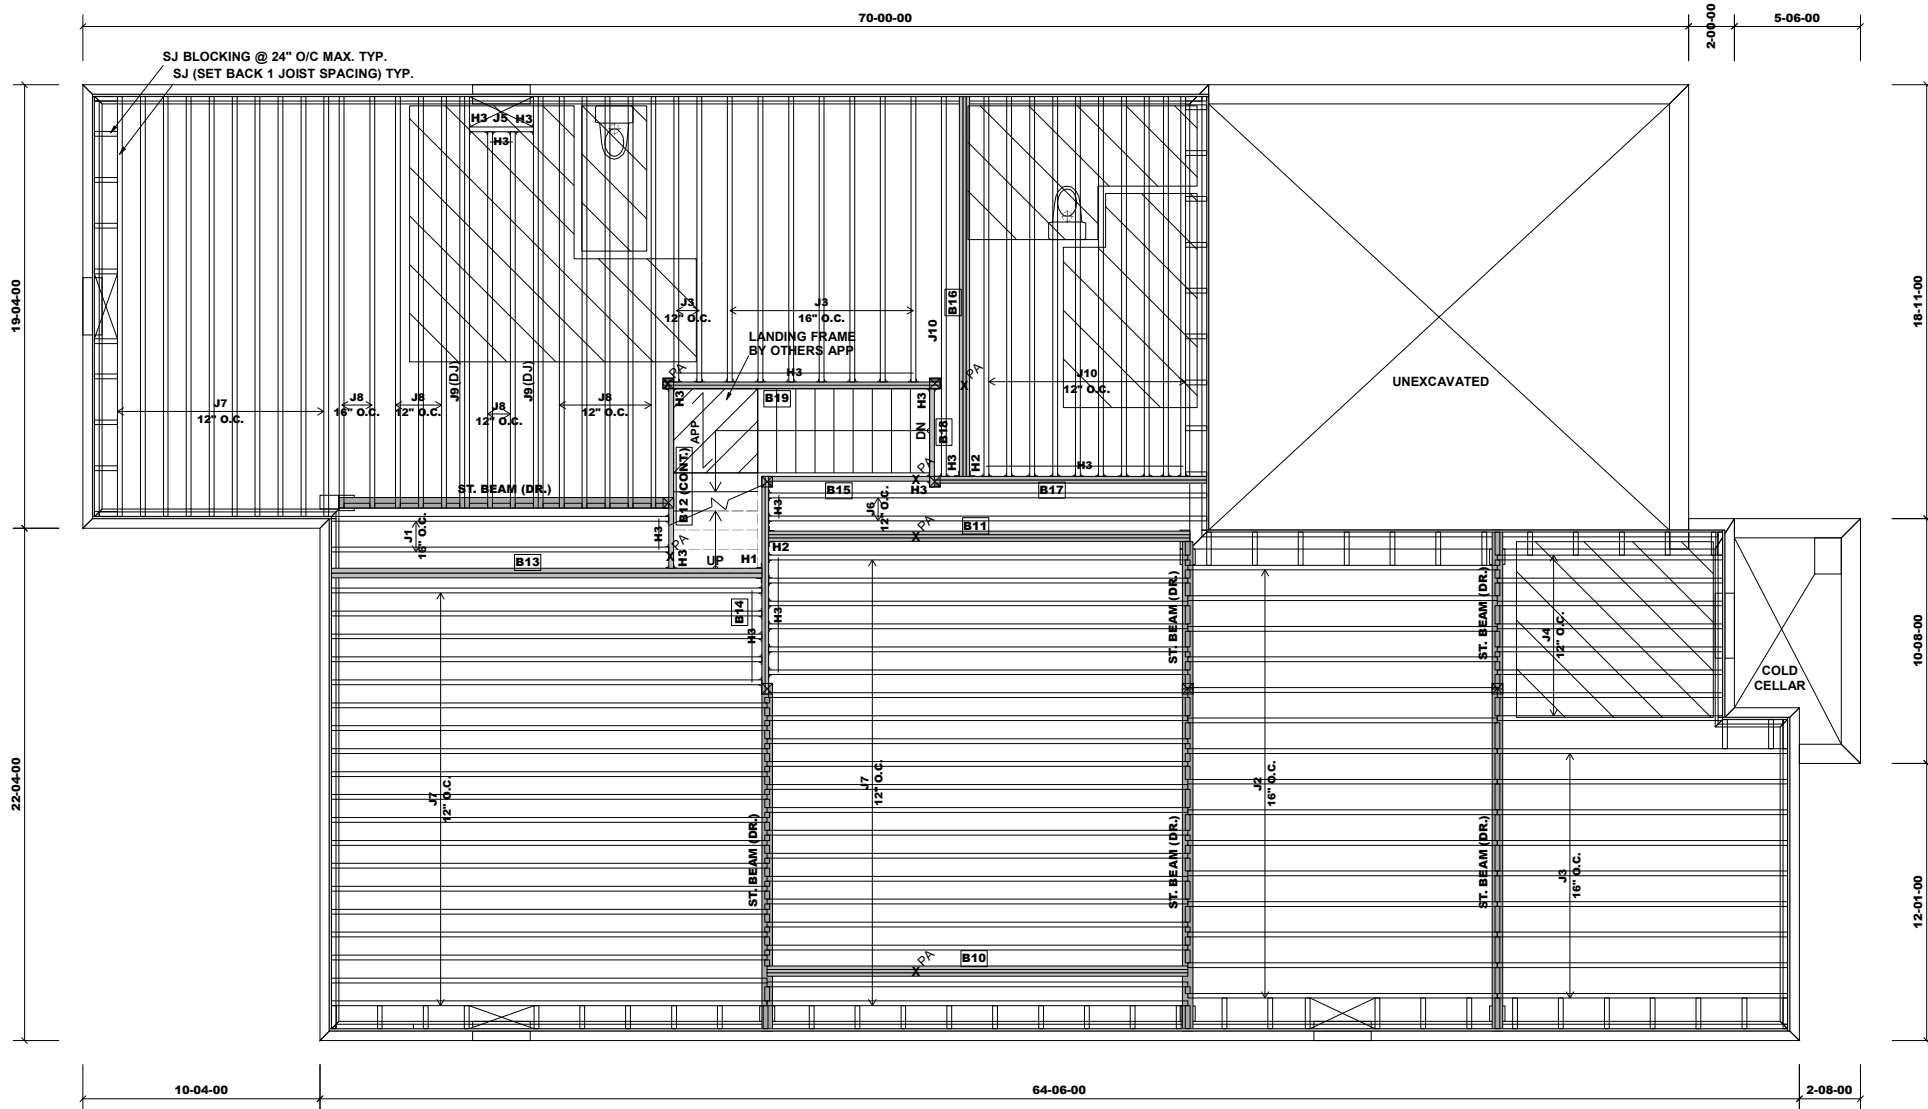 70-00-00
2-00-00
5-06-00
SJ BLOCKING @ 24" O/C MAX. TYP.
SJ (SET BACK 1 JOIST SPACING) TYP.
H3 J5 H3
H3
19-04-00
18-11-00
J3
12" O.C.
J3
16" O.C.
B16
J10
LANDING FRAME
BY OTHERS APP
PA
H3
PA
J10
12" O.C.
UNEXCAVATED
J9 (DJ)
J9 (DJ)
J7
12" O.C.
J8
16" O.C.
J8
12" O.C.
J8
12" O.C.
J8
12" O.C.
H3
B19
H3
APP
DN
B18
B12 (CONT.)
H3
H2
H3
PA
ST. BEAM (DR.)
B15
H3
B17
H3
J6
12" O.C.
B11
PA
J1
16" O.C.
H3
PA
H3
UP
H1
H2
B13
B14
H3
H3
ST. BEAM (DR.)
ST. BEAM (DR.)
J4
12" O.C.
10-08-00
COLD
CELLAR
22-04-00
J7
12" O.C.
J7
12" O.C.
J2
16" O.C.
ST. BEAM (DR.)
ST. BEAM (DR.)
ST. BEAM (DR.)
J3
16" O.C.
12-01-00
B10
PA
10-04-00
64-06-00
2-08-00